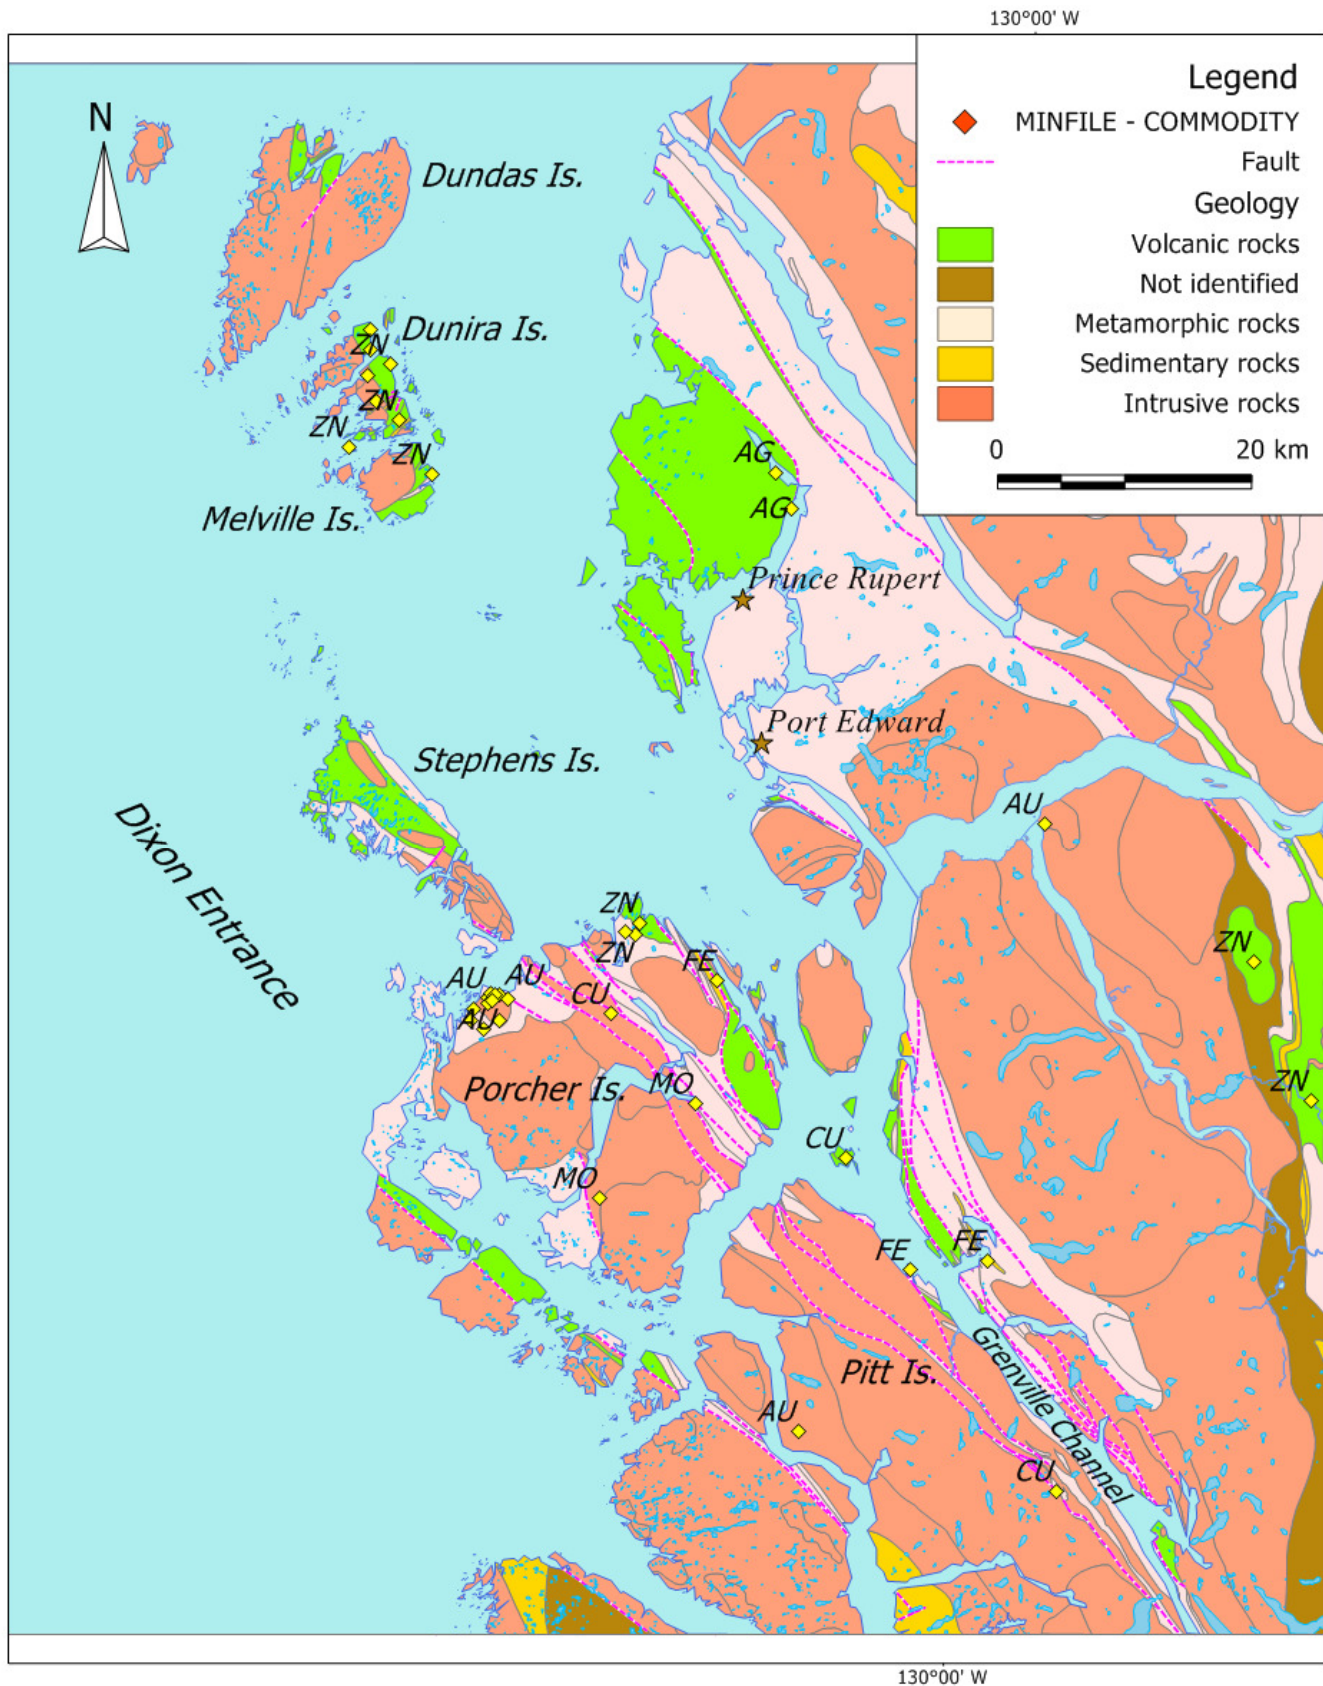 130°00' W
Legend
MINFILE - COMMODITY
Fault
Geology
Volcanic rocks
Not identified
Metamorphic rocks
Sedimentary rocks
Intrusive rocks
0 20 km
N
Dundas Is.
Dunira Is.
ZN
ZN
ZN
ZN
Melville Is.
AG
AG
Prince Rupert
Port Edward
Stephens Is.
Dixon Entrance
AU
ZN
ZN
ZN
FE
AU
AU
CU
AU
Porcher Is.
MO
ZN
CU
MO
FE
FE
Grenville Channel
Pitt Is.
AU
CU
130°00' W